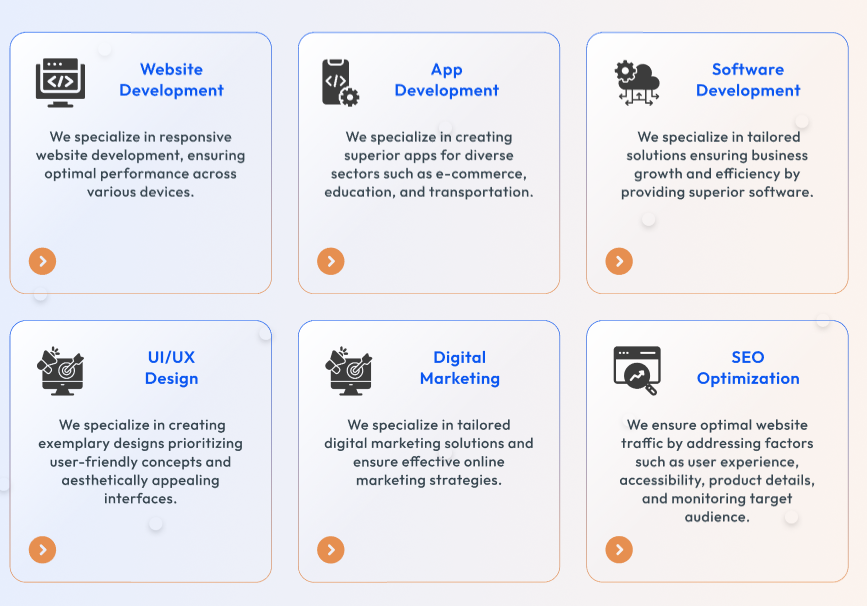 Website
Development
We specialize in responsive
website development, ensuring
optimal performance across
various devices.
App
Development
We specialize in creating
superior apps for diverse
sectors such as e-commerce,
education, and transportation.
Software
Development
We specialize in tailored
solutions ensuring business
growth and efficiency by
providing superior software.
UI/UX
Design
We specialize in creating
exemplary designs prioritizing
user-friendly concepts and
aesthetically appealing
interfaces.
Digital
Marketing
We specialize in tailored
digital marketing solutions and
ensure effective online
marketing strategies.
SEO
Optimization
We ensure optimal website
traffic by addressing factors
such as user experience,
accessibility, product details,
and monitoring target
audience.